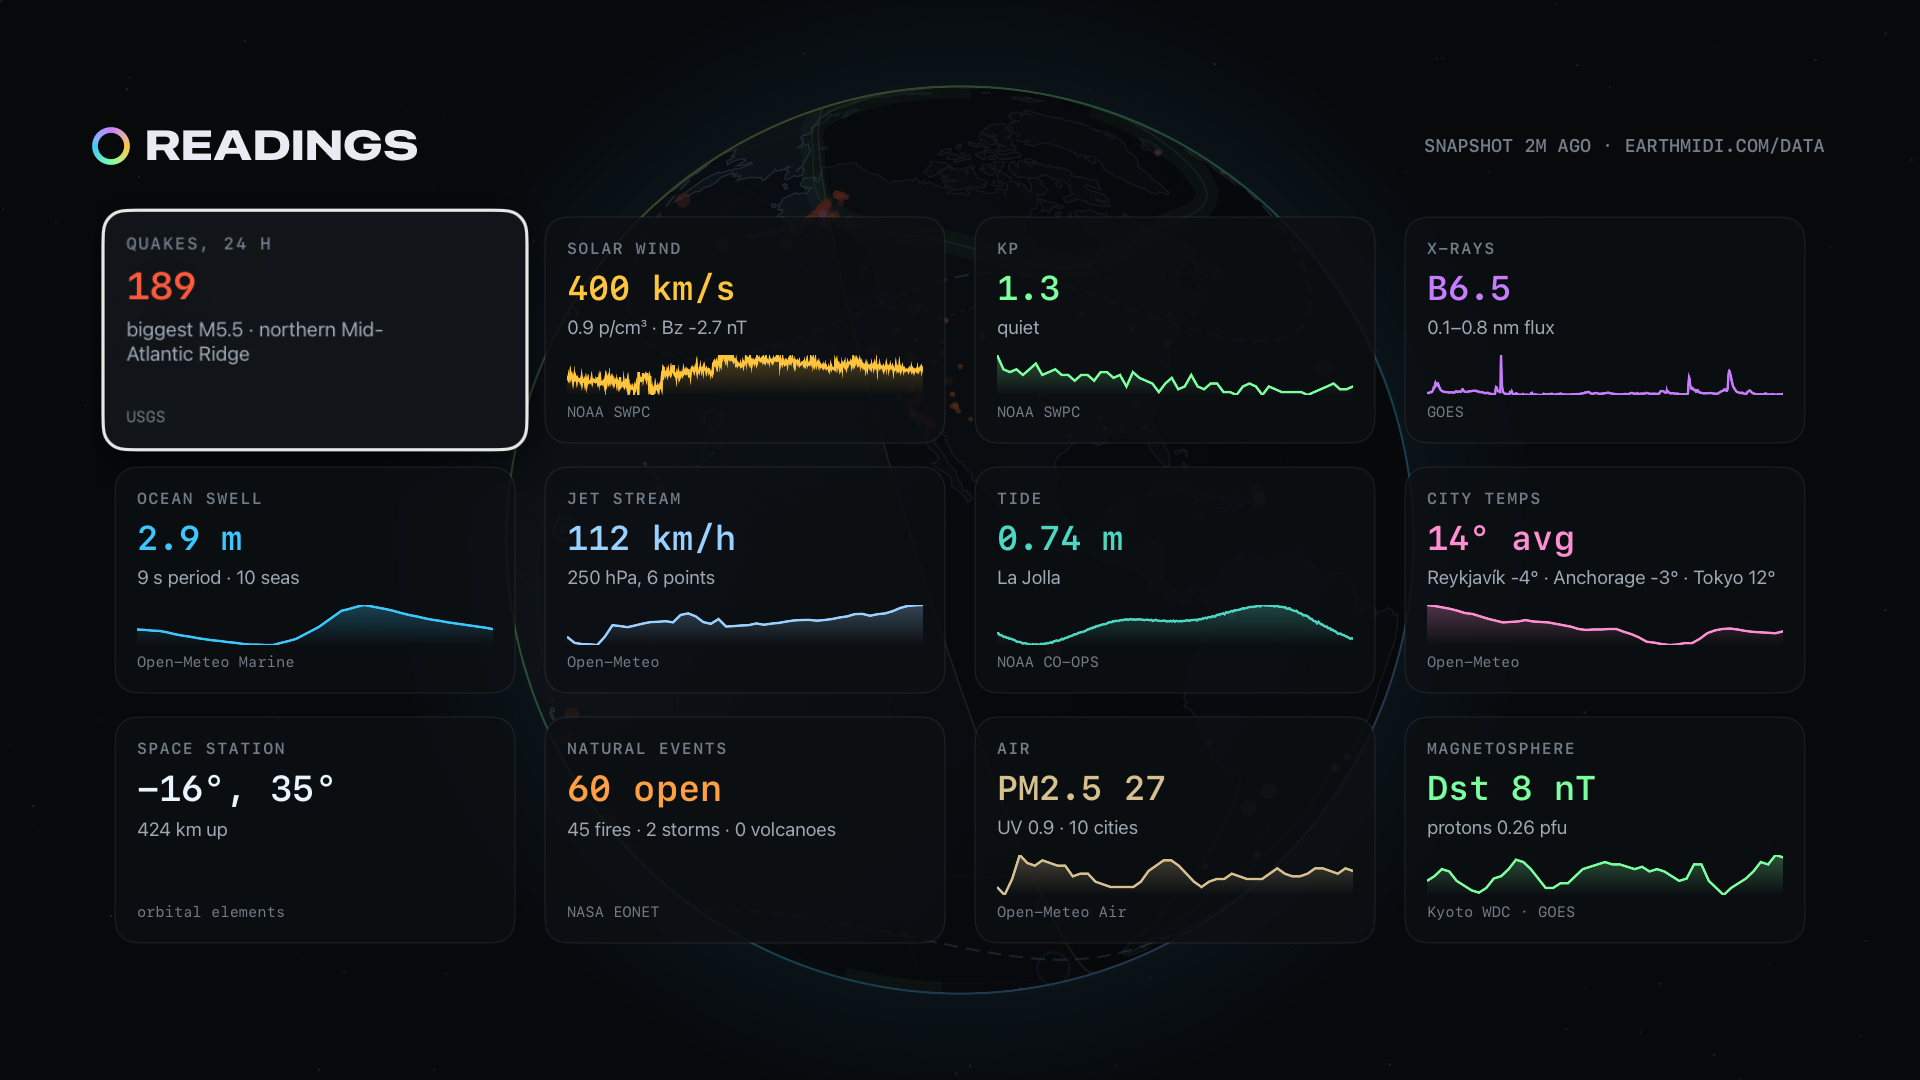 READINGS
SNAPSHOT 2M AGO · EARTHMIDI.COM/DATA
QUAKES, 24 H
189
biggest M5.5 · northern Mid-
Atlantic Ridge
USGS
SOLAR WIND
400 km/s
0.9 p/cm³ · Bz -2.7 nT
NOAA SWPC
KP
1.3
quiet
NOAA SWPC
X-RAYS
B6.5
0.1–0.8 nm flux
GOES
OCEAN SWELL
2.9 m
9 s period · 10 seas
Open-Meteo Marine
JET STREAM
112 km/h
250 hPa, 6 points
Open-Meteo
TIDE
0.74 m
La Jolla
NOAA CO-OPS
CITY TEMPS
14° avg
Reykjavík -4° · Anchorage -3° · Tokyo 12°
Open-Meteo
SPACE STATION
−16°, 35°
424 km up
orbital elements
NATURAL EVENTS
60 open
45 fires · 2 storms · 0 volcanoes
NASA EONET
AIR
PM2.5 27
UV 0.9 · 10 cities
Open-Meteo Air
MAGNETOSPHERE
Dst 8 nT
protons 0.26 pfu
Kyoto WDC · GOES